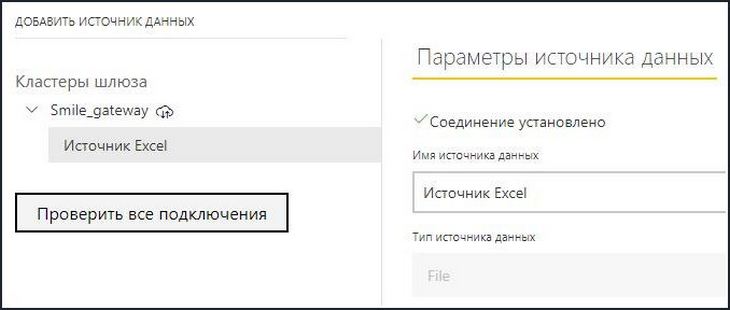 ДОБАВИТЬ ИСТОЧНИК ДАННЫХ
Кластеры шлюза
Smile_gateway
Источник Excel
Проверить все подключения
Параметры источника данных
Соединение установлено
Имя источника данных
Источник Excel
Тип источника данных
File